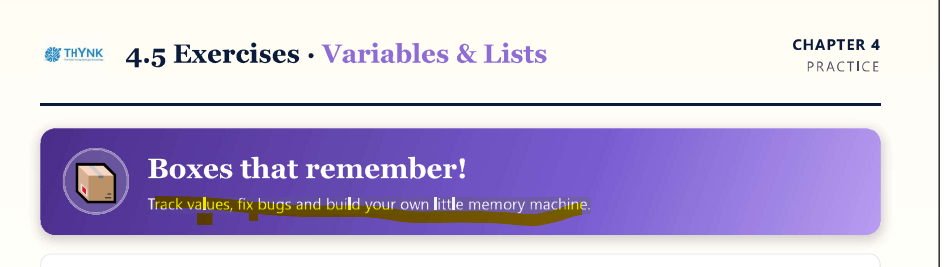 THYNK
4.5 Exercises · Variables & Lists
CHAPTER 4
PRACTICE
Boxes that remember!
Track values, fix bugs and build your own little memory machine.